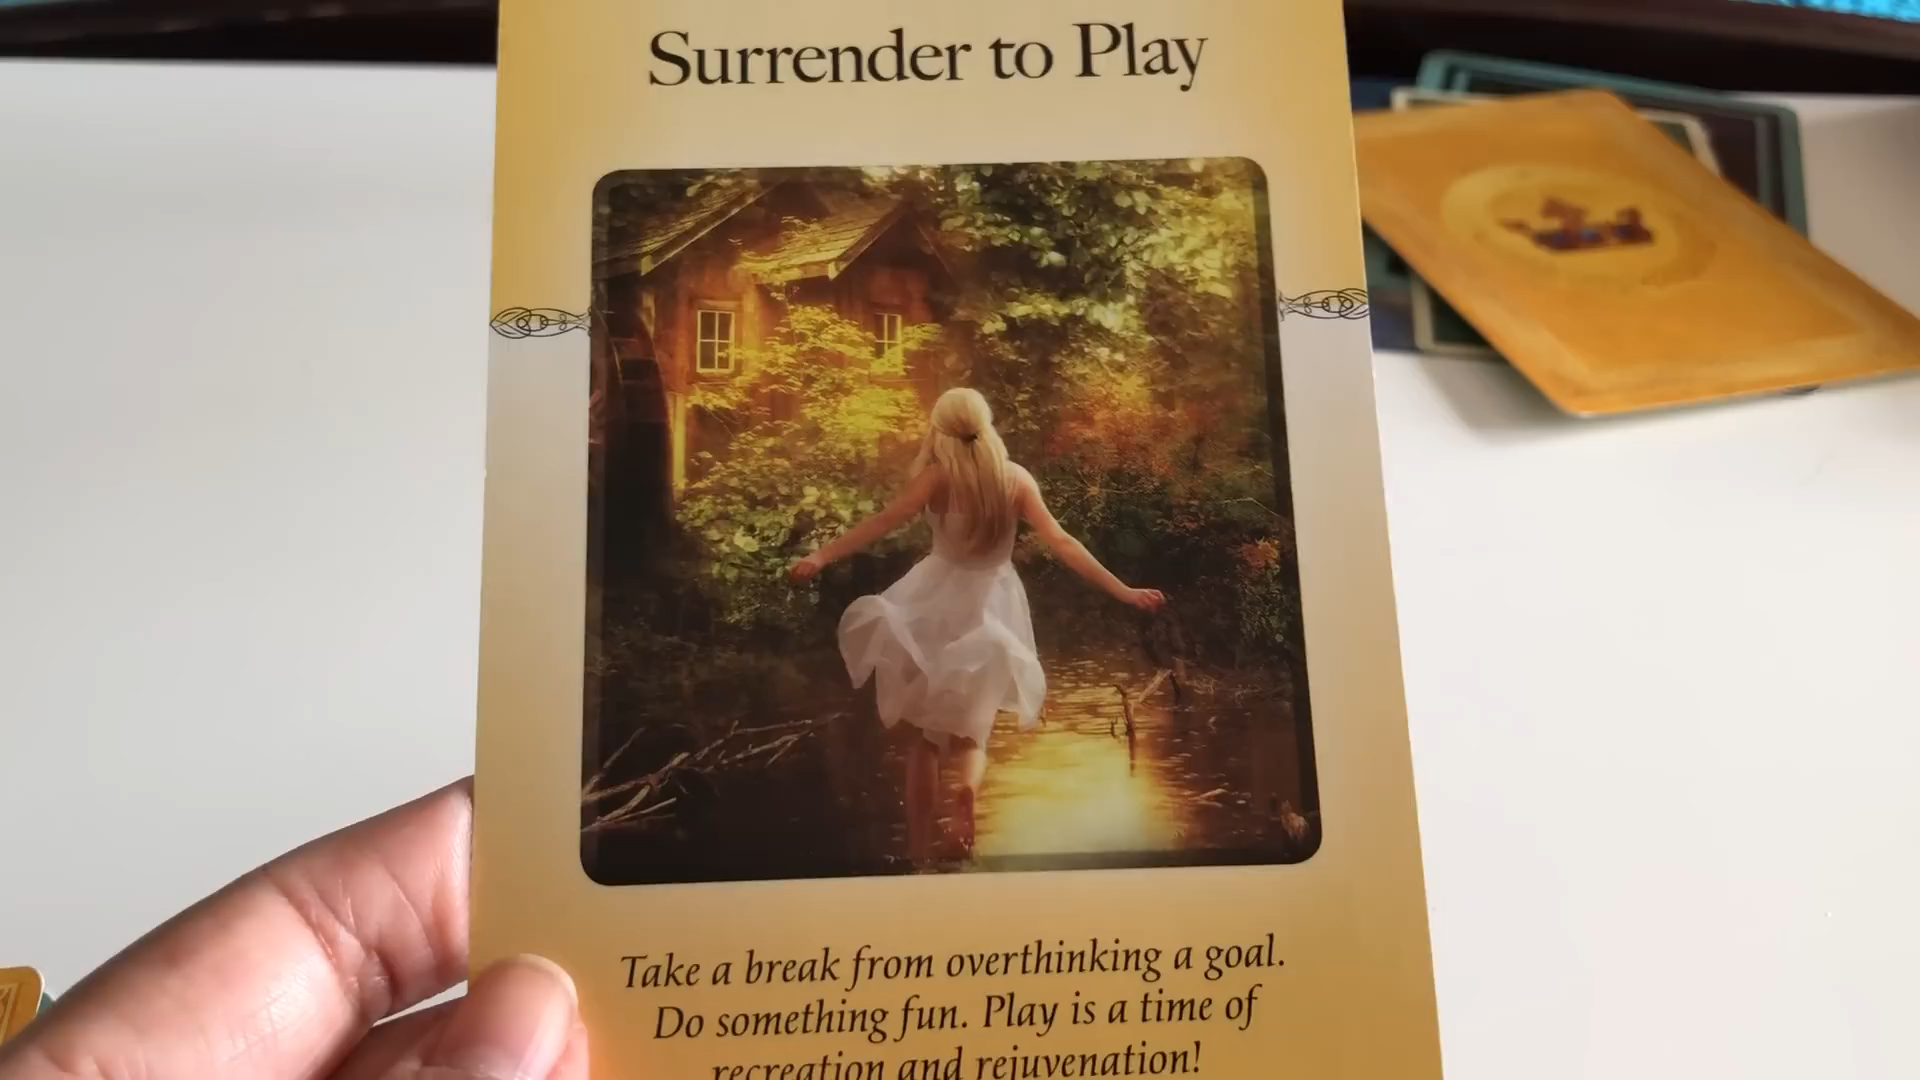 Surrender to Play
Take a break from overthinking a goal.
Do something fun. Play is a time of
recreation and rejuvenation!